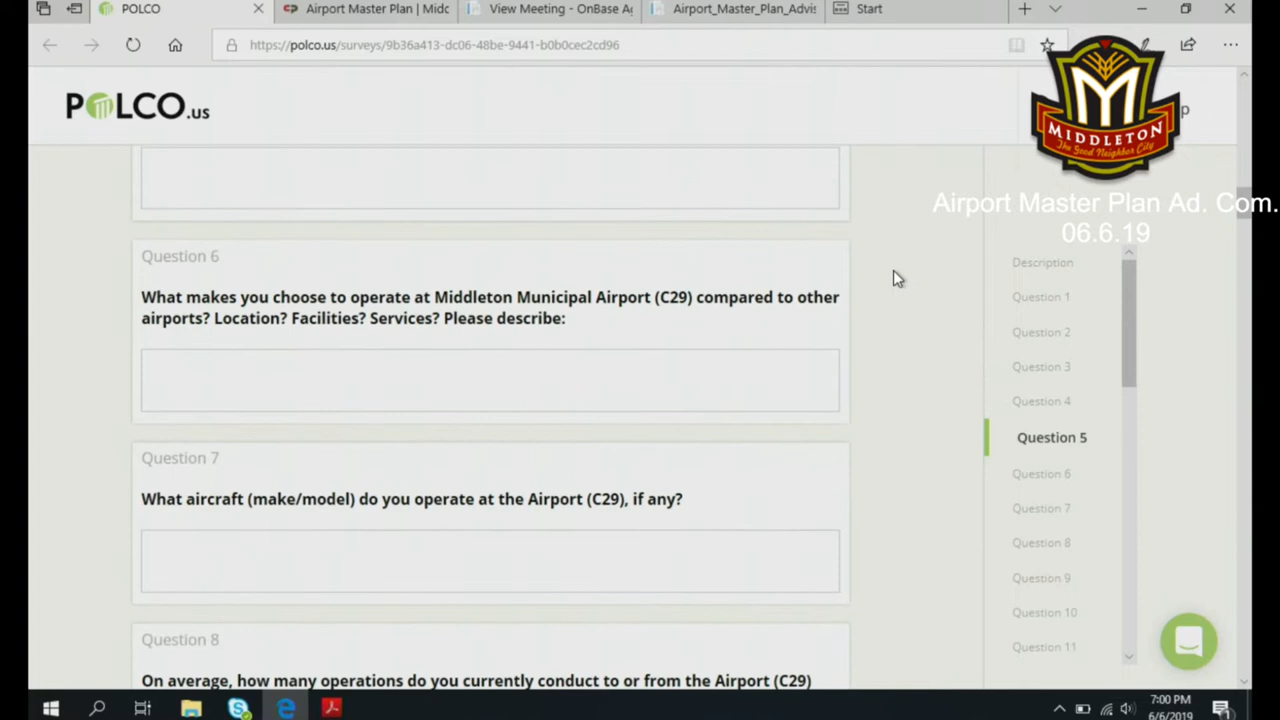 POLCO
Airport Master Plan | Midc
View Meeting - OnBase Ag
Airport_Master_Plan_Advis
Start
https://polco.us/surveys/9b36a413-dc06-48be-9441-b0b0cec2cd96
POLCO.us
p
MIDDLETON
The Good Neighbor City
Airport Master Plan Ad. Com.
06.6.19
Question 6
What makes you choose to operate at Middleton Municipal Airport (C29) compared to other
airports? Location? Facilities? Services? Please describe:
Question 7
What aircraft (make/model) do you operate at the Airport (C29), if any?
Question 8
On average, how many operations do you currently conduct to or from the Airport (C29)
Description
Question 1
Question 2
Question 3
Question 4
Question 5
Question 6
Question 7
Question 8
Question 9
Question 10
Question 11
7:00 PM
6/6/2019